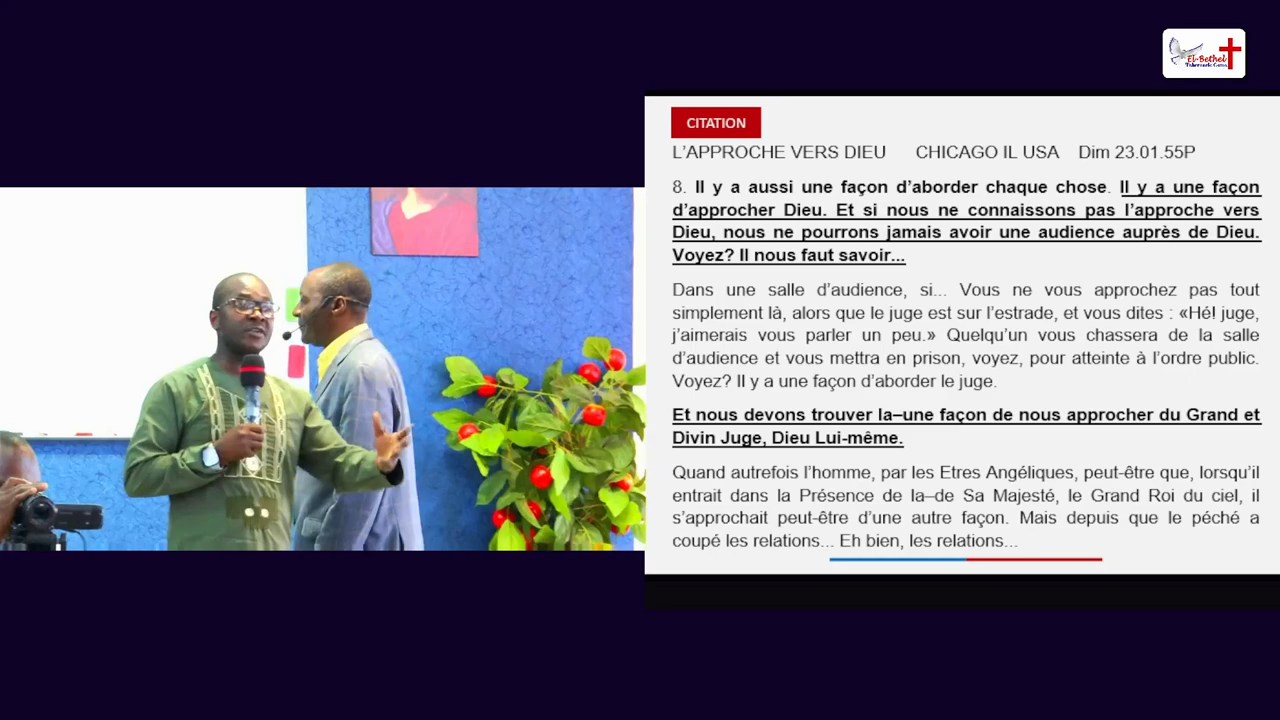 El-Bethel
Tabernacle Goma
CITATION
L’APPROCHE VERS DIEU CHICAGO IL USA Dim 23.01.55P
8. Il y a aussi une façon d’aborder chaque chose. Il y a une façon
d’approcher Dieu. Et si nous ne connaissons pas l’approche vers
Dieu, nous ne pourrons jamais avoir une audience auprès de Dieu.
Voyez? Il nous faut savoir...
Dans une salle d’audience, si... Vous ne vous approchez pas tout
simplement là, alors que le juge est sur l’estrade, et vous dites : «Hé! juge,
j’aimerais vous parler un peu.» Quelqu’un vous chassera de la salle
d’audience et vous mettra en prison, voyez, pour atteinte à l’ordre public.
Voyez? Il y a une façon d’aborder le juge.
Et nous devons trouver la–une façon de nous approcher du Grand et
Divin Juge, Dieu Lui-même.
Quand autrefois l’homme, par les Etres Angéliques, peut-être que, lorsqu’il
entrait dans la Présence de la–de Sa Majesté, le Grand Roi du ciel, il
s’approchait peut-être d’une autre façon. Mais depuis que le péché a
coupé les relations... Eh bien, les relations...